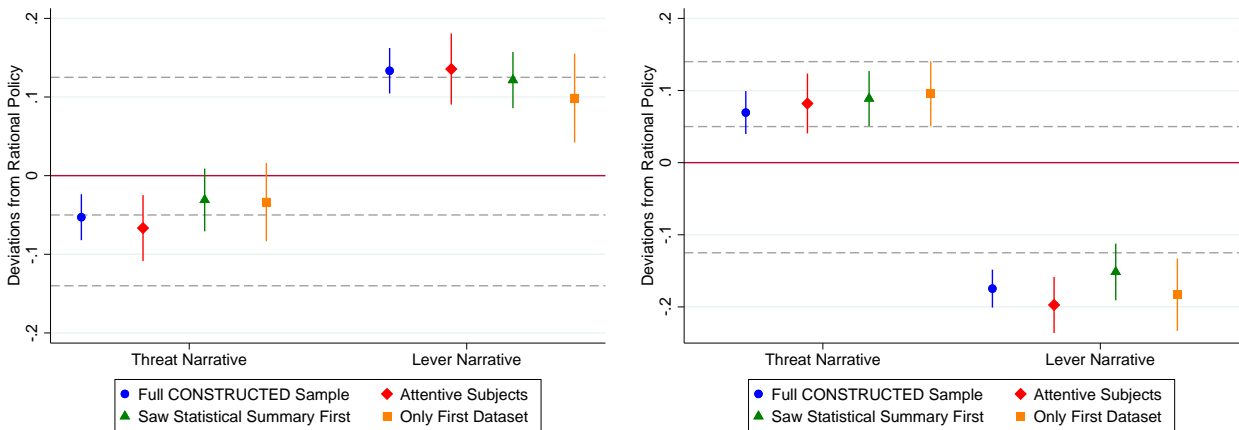 Deviations from Rational Policy
.2
.1
0
-.1
-.2
Threat Narrative Lever Narrative
Full CONSTRUCTED Sample Attentive Subjects
Saw Statistical Summary First Only First Dataset
Deviations from Rational Policy
.2
.1
0
-.1
-.2
Threat Narrative Lever Narrative
Full CONSTRUCTED Sample Attentive Subjects
Saw Statistical Summary First Only First Dataset